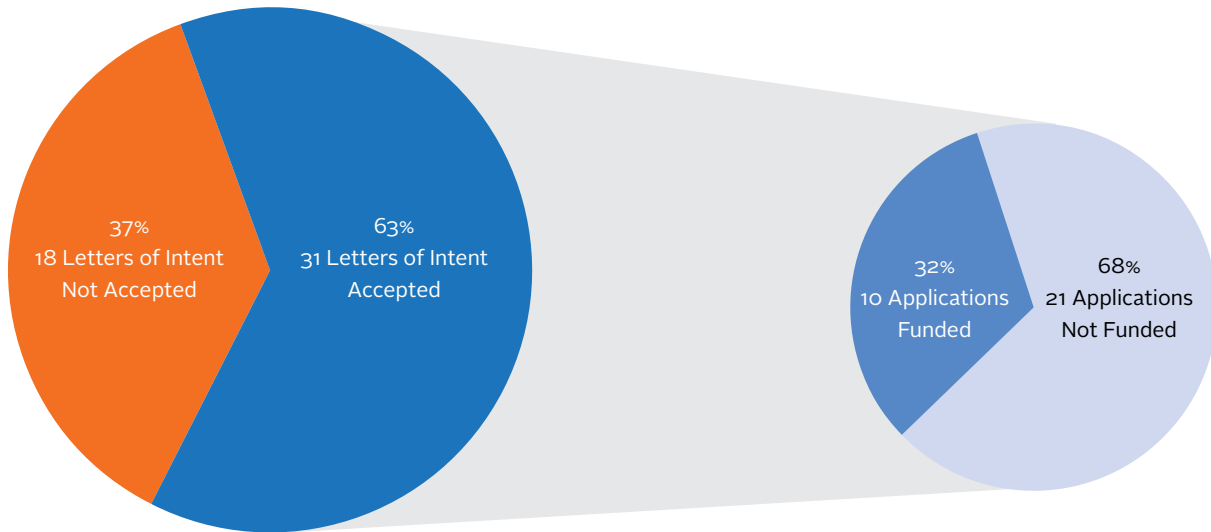 37%
18 Letters of Intent
Not Accepted
63%
31 Letters of Intent
Accepted
32%
10 Applications
Funded
68%
21 Applications
Not Funded